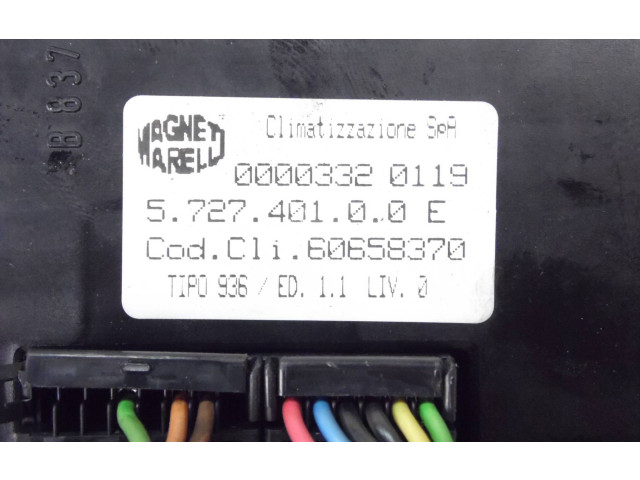 MAGNETI
MARELLI
Climatizzazione SpA
0000332 0119
5.727.401.0.0 E
Cod.Cli.60658370
TIPO 936 / ED. 1.1 LIV. 0